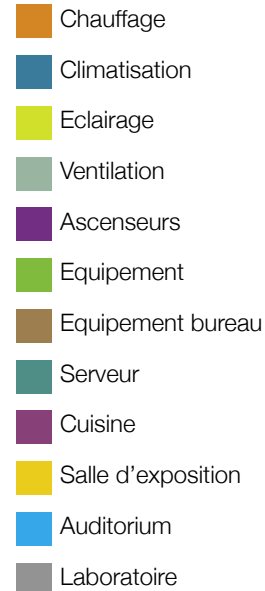 Chauffage
Climatisation
Eclairage
Ventilation
Ascenseurs
Equipement
Equipement bureau
Serveur
Cuisine
Salle d'exposition
Auditorium
Laboratoire